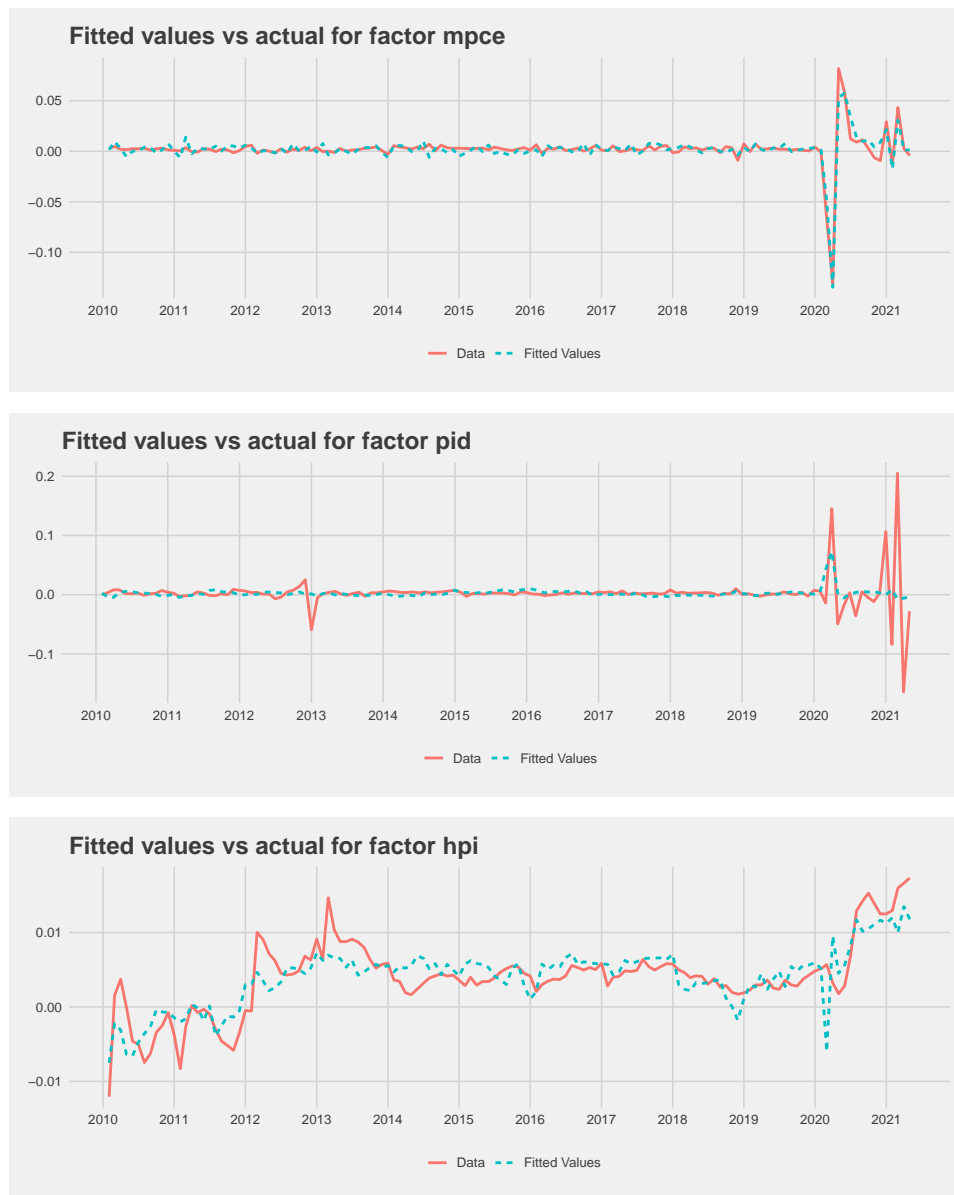 Fitted values vs actual for factor mpce
0.05
0.00
−0.05
−0.10
2010 2011 2012 2013 2014 2015 2016 2017 2018 2019 2020 2021
Data Fitted Values
Fitted values vs actual for factor pid
0.2
0.1
0.0
−0.1
2010 2011 2012 2013 2014 2015 2016 2017 2018 2019 2020 2021
Data Fitted Values
Fitted values vs actual for factor hpi
0.01
0.00
−0.01
2010 2011 2012 2013 2014 2015 2016 2017 2018 2019 2020 2021
Data Fitted Values